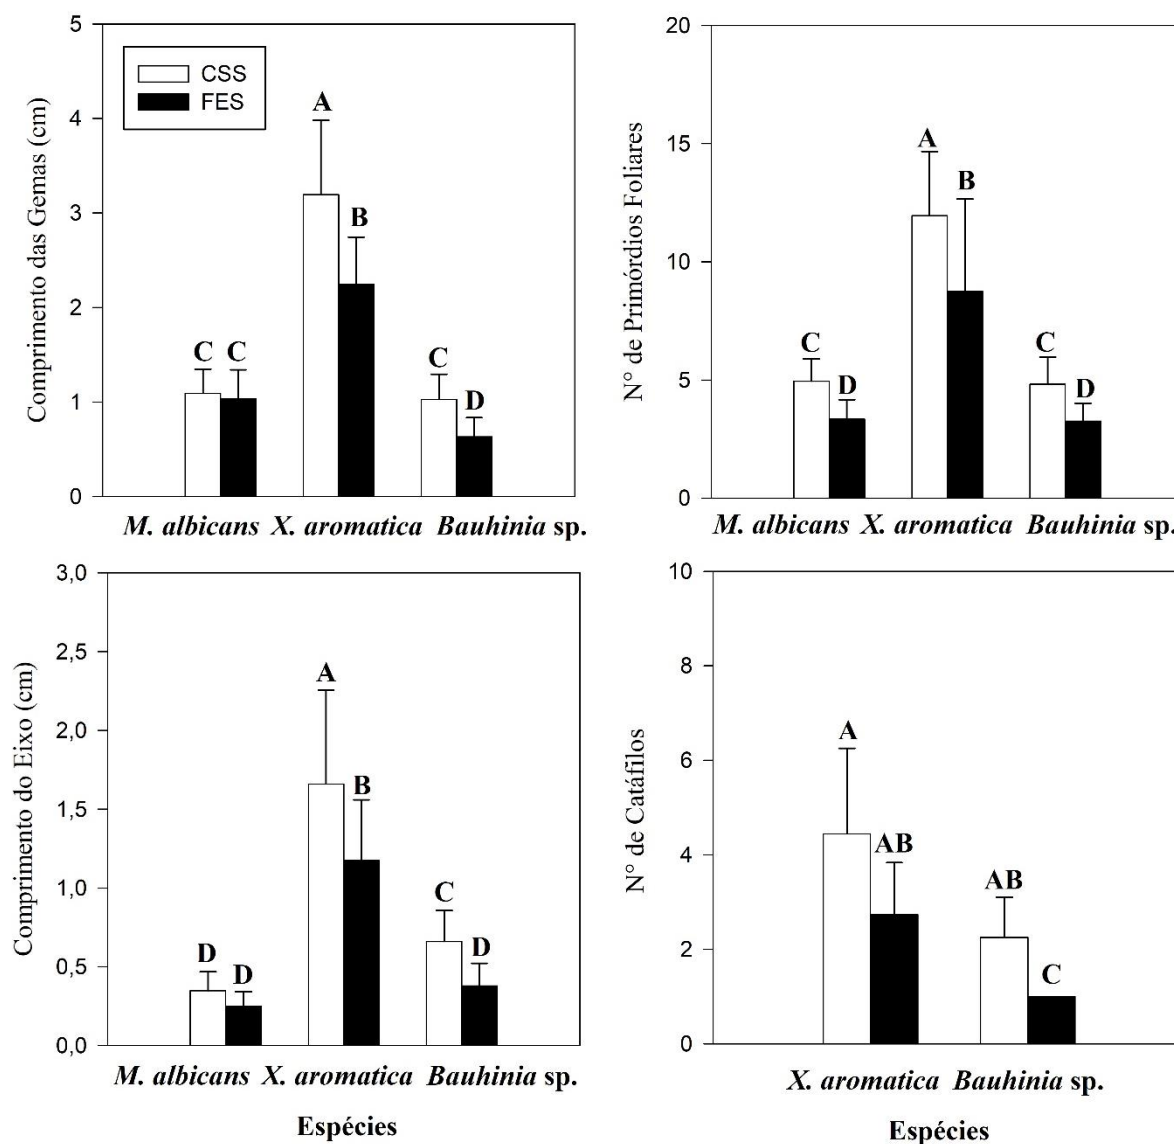 Comprimento das Gemas (cm)
5
4
3
2
1
0
CSS
FES
A
B
C C
C
D
M. albicans X. aromatica Bauhinia sp.
N° de Primórdios Foliares
20
15
10
5
0
A
B
C
D
C
D
M. albicans X. aromatica Bauhinia sp.
Comprimento do Eixo (cm)
3,0
2,5
2,0
1,5
1,0
0,5
0,0
A
B
C
D D
D
M. albicans X. aromatica Bauhinia sp.
Espécies
N° de Catáfilos
10
8
6
4
2
0
A
AB
AB
C
X. aromatica Bauhinia sp.
Espécies